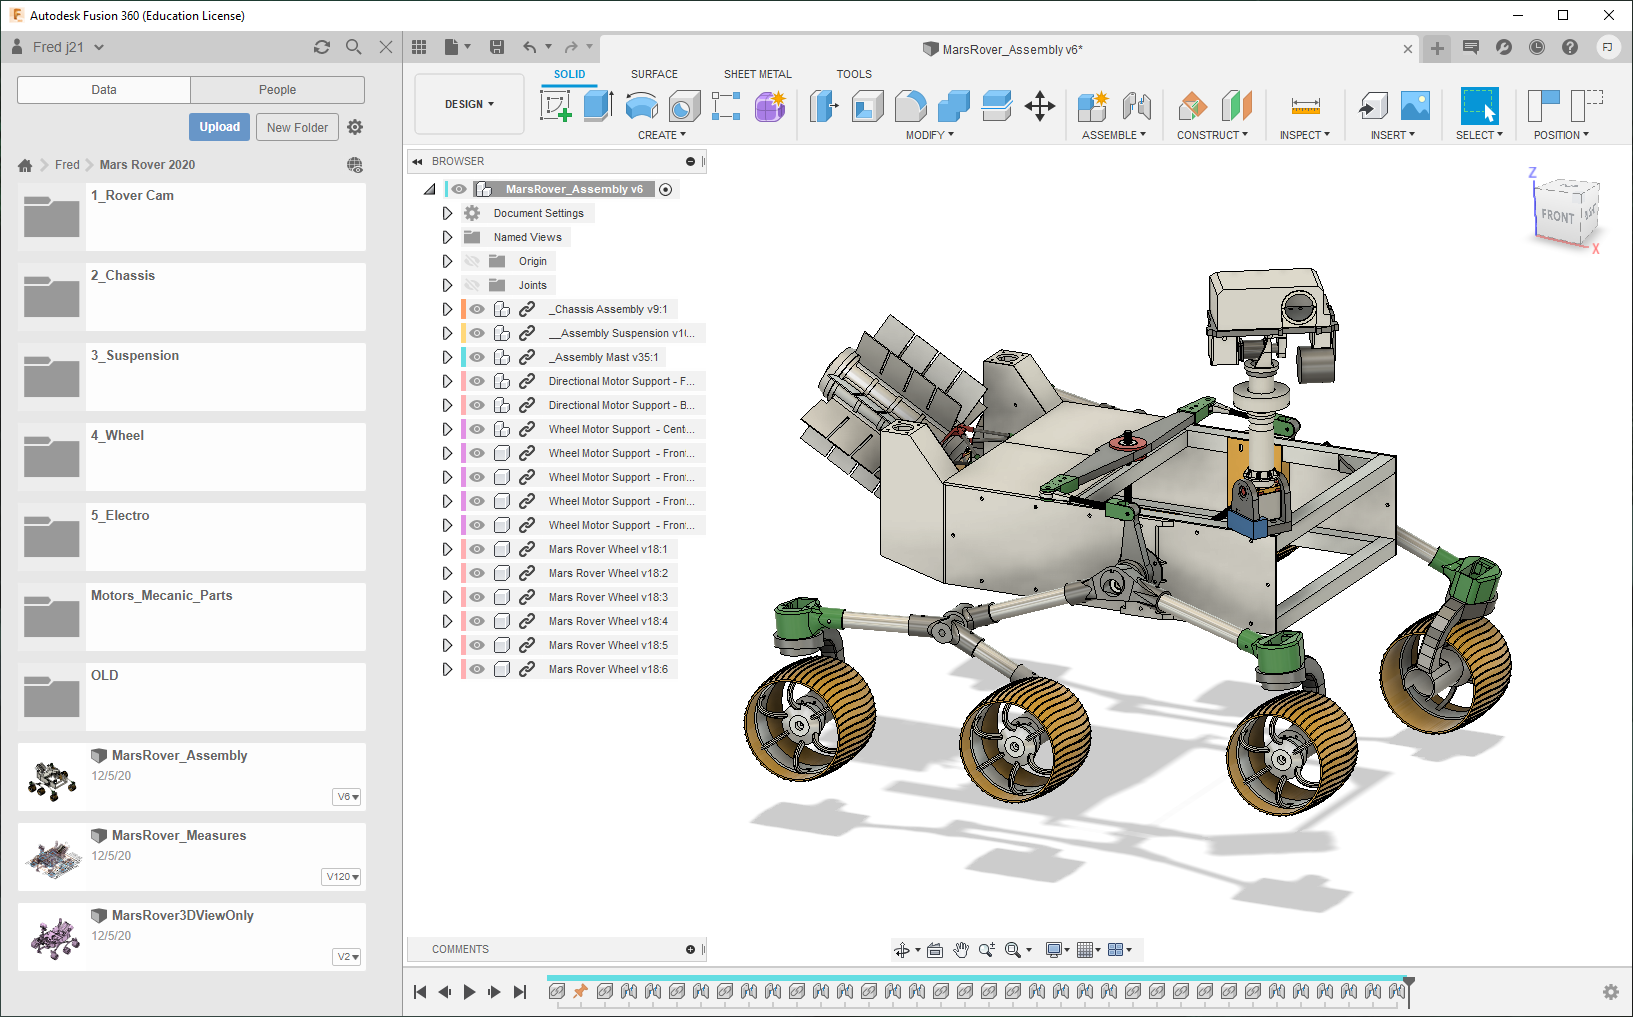 Autodesk Fusion 360 (Education License)
Fred j21
MarsRover_Assembly v6*
FJ
Data
People
Upload
New Folder
Fred
Mars Rover 2020
1_Rover Cam
2_Chassis
3_Suspension
4_Wheel
5_Electro
Motors_Mecanic_Parts
OLD
MarsRover_Assembly
12/5/20
V6
MarsRover_Measures
12/5/20
V120
MarsRover3DViewOnly
12/5/20
V2
DESIGN
SOLID
SURFACE
SHEET METAL
TOOLS
CREATE
MODIFY
ASSEMBLE
CONSTRUCT
INSPECT
INSERT
SELECT
POSITION
BROWSER
MarsRover_Assembly v6
Document Settings
Named Views
Origin
Joints
_Chassis Assembly v9:1
__Assembly Suspension v1(...
_Assembly Mast v35:1
Directional Motor Support - F...
Directional Motor Support - B...
Wheel Motor Support - Cent...
Wheel Motor Support - Front...
Wheel Motor Support - Front...
Wheel Motor Support - Front...
Wheel Motor Support - Front...
Mars Rover Wheel v18:1
Mars Rover Wheel v18:2
Mars Rover Wheel v18:3
Mars Rover Wheel v18:4
Mars Rover Wheel v18:5
Mars Rover Wheel v18:6
Z
FRONT
X
COMMENTS